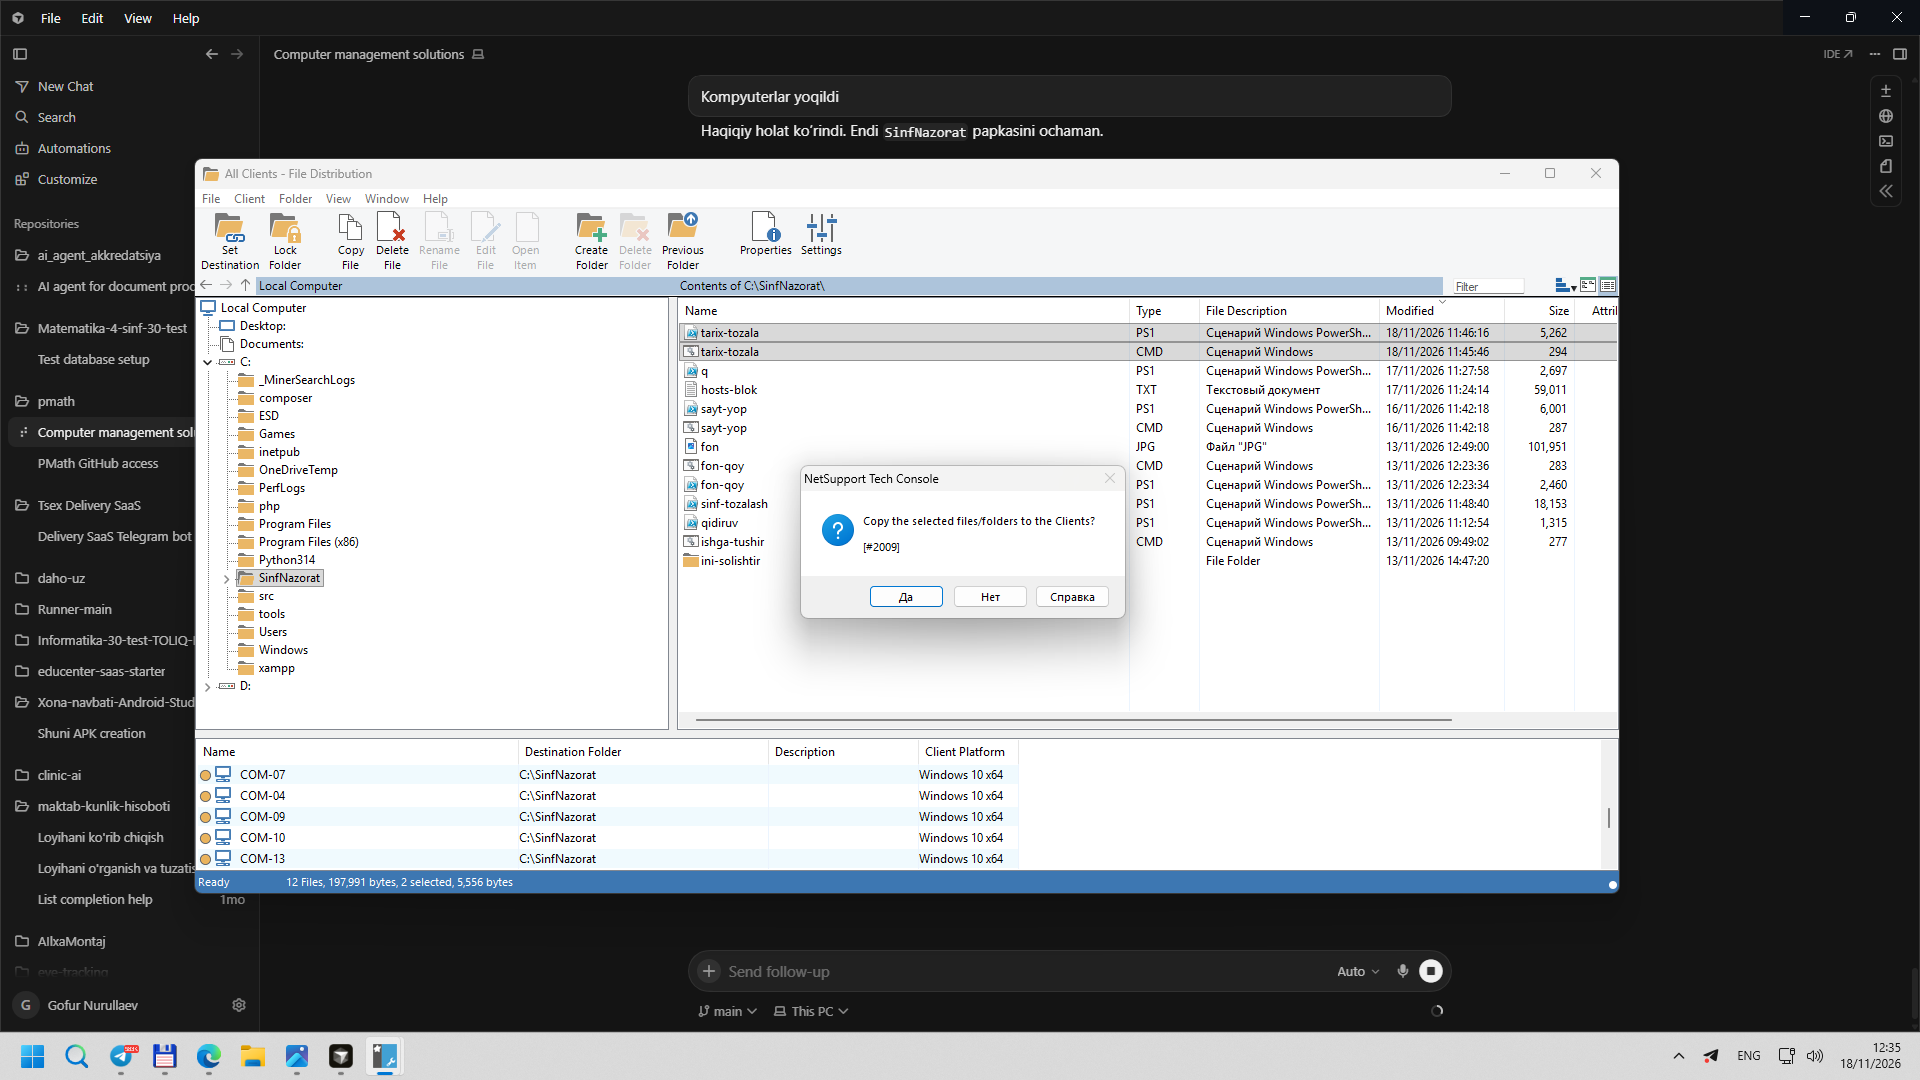 File Edit View Help
Computer management solutions
IDE
New Chat
Search
Automations
Customize
Repositories
ai_agent_akkredatsiya
AI agent for document proc
Matematika-4-sinf-30-test
Test database setup
pmath
Computer management sol
PMath GitHub access
Tsex Delivery SaaS
Delivery SaaS Telegram bot
daho-uz
Runner-main
Informatika-30-test-TOLIQ-
educenter-saas-starter
Xona-navbati-Android-Stud
Shuni APK creation
clinic-ai
maktab-kunlik-hisoboti
Loyihani ko'rib chiqish
Loyihani o'rganish va tuzatis
List completion help 1mo
AllxaMontaj
eye-tracking
G Gofur Nurullaev
Kompyuterlar yoqildi
Haqiqiy holat ko‘rindi. Endi SinfNazorat papkasini ochaman.
All Clients - File Distribution
File Client Folder View Window Help
Set Destination
Lock Folder
Copy File
Delete File
Rename File
Edit File
Open Item
Create Folder
Delete Folder
Previous Folder
Properties
Settings
Local Computer
Contents of C:\SinfNazorat\
Filter
Local Computer
Desktop:
Documents:
C:
_MinerSearchLogs
composer
ESD
Games
inetpub
OneDriveTemp
PerfLogs
php
Program Files
Program Files (x86)
Python314
SinfNazorat
src
tools
Users
Windows
xampp
D:
Name Type File Description Modified Size Attril
tarix-tozala PS1 Сценарий Windows PowerSh... 18/11/2026 11:46:16 5,262
tarix-tozala CMD Сценарий Windows 18/11/2026 11:45:46 294
q PS1 Сценарий Windows PowerSh... 17/11/2026 11:27:58 2,697
hosts-blok TXT Текстовый документ 17/11/2026 11:24:14 59,011
sayt-yop PS1 Сценарий Windows PowerSh... 16/11/2026 11:42:18 6,001
sayt-yop CMD Сценарий Windows 16/11/2026 11:42:18 287
fon JPG Файл "JPG" 13/11/2026 12:49:00 101,951
fon-qoy CMD Сценарий Windows 13/11/2026 12:23:36 283
fon-qoy PS1 Сценарий Windows PowerSh... 13/11/2026 12:23:34 2,460
sinf-tozalash PS1 Сценарий Windows PowerSh... 13/11/2026 11:48:40 18,153
qidiruv PS1 Сценарий Windows PowerSh... 13/11/2026 11:12:54 1,315
ishga-tushir CMD Сценарий Windows 13/11/2026 09:49:02 277
ini-solishtir File Folder 13/11/2026 14:47:20
NetSupport Tech Console
Copy the selected files/folders to the Clients?
[#2009]
Да Нет Справка
Name Destination Folder Description Client Platform
COM-07 C:\SinfNazorat Windows 10 x64
COM-04 C:\SinfNazorat Windows 10 x64
COM-09 C:\SinfNazorat Windows 10 x64
COM-10 C:\SinfNazorat Windows 10 x64
COM-13 C:\SinfNazorat Windows 10 x64
Ready 12 Files, 197,991 bytes, 2 selected, 5,556 bytes
Send follow-up
Auto
main This PC
ENG
12:35
18/11/2026